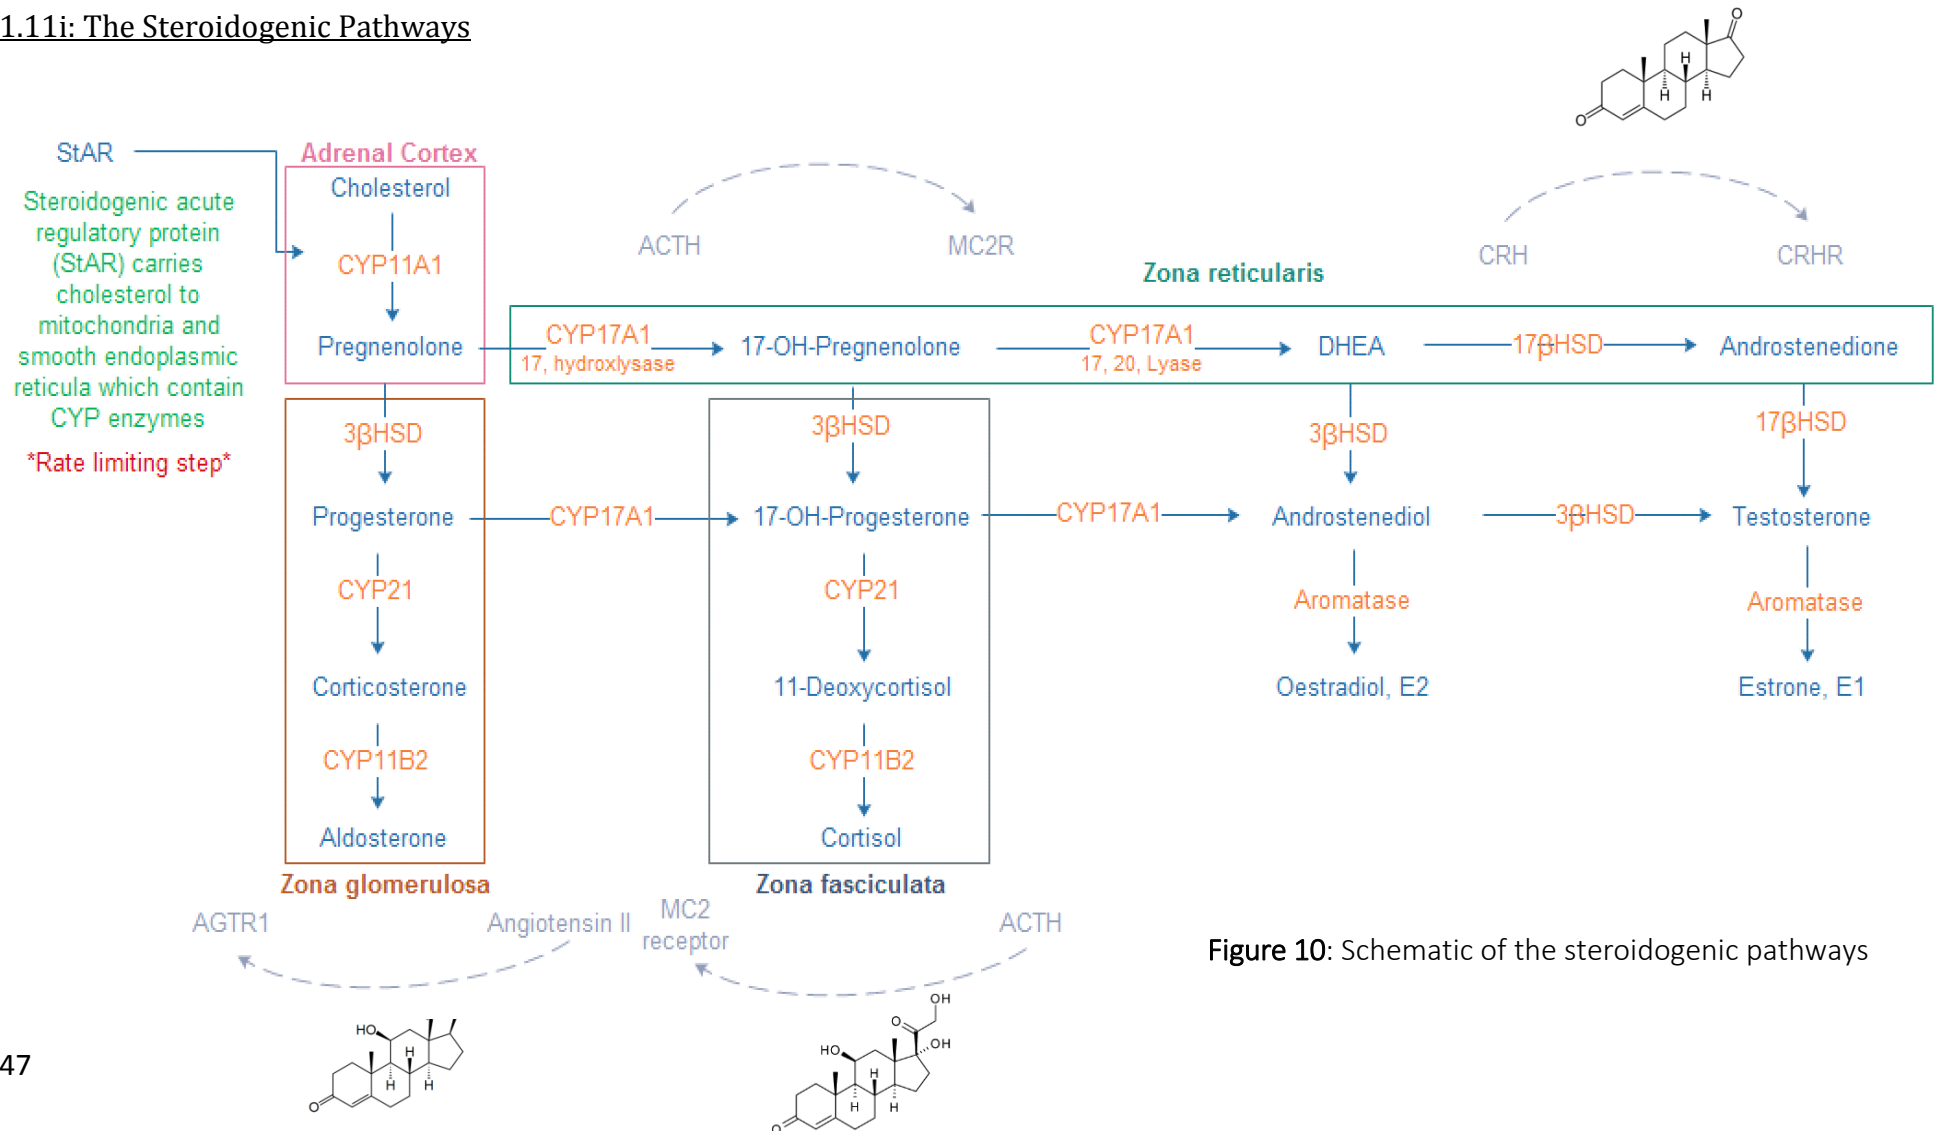 1.11i: The Steroidogenic Pathways
O
H
H
H
O
StAR
Steroidogenic acute
regulatory protein
(StAR) carries
cholesterol to
mitochondria and
smooth endoplasmic
reticula which contain
CYP enzymes
*Rate limiting step*
Adrenal Cortex
Cholesterol
CYP11A1
Pregnenolone
ACTH
MC2R
CRH
CRHR
Zona reticularis
CYP17A1
17, hydroxlysase
17-OH-Pregnenolone
CYP17A1
17, 20, Lyase
DHEA
17βHSD
Androstenedione
3βHSD
3βHSD
3βHSD
17βHSD
Progesterone
CYP17A1
17-OH-Progesterone
CYP17A1
Androstenediol
3βHSD
Testosterone
CYP21
CYP21
Aromatase
Aromatase
Corticosterone
11-Deoxycortisol
Oestradiol, E2
Estrone, E1
CYP11B2
CYP11B2
Aldosterone
Cortisol
Zona glomerulosa
Zona fasciculata
AGTR1
Angiotensin II
MC2
receptor
ACTH
Figure 10: Schematic of the steroidogenic pathways
HO
H
H
H
O
OH
O
HO
OH
H
H
H
O
47